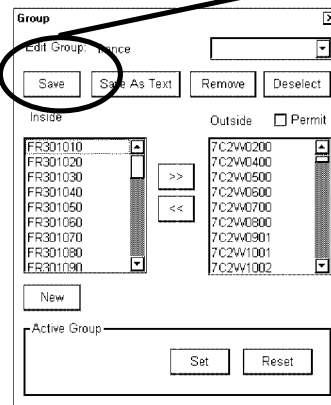 Group
Edit Group: France
Save Save As Text Remove Deselect
Inside Outside Permit
FR301010 7C2W0200
FR301020 7C2W0400
FR301030 >> 7C2W0500
FR301040 7C2W0600
FR301050 << 7C2W0700
FR301060 7C2W0800
FR301070 7C2W0901
FR301080 7C2W1001
FR301090 7C2W1002
New
Active Group
Set Reset